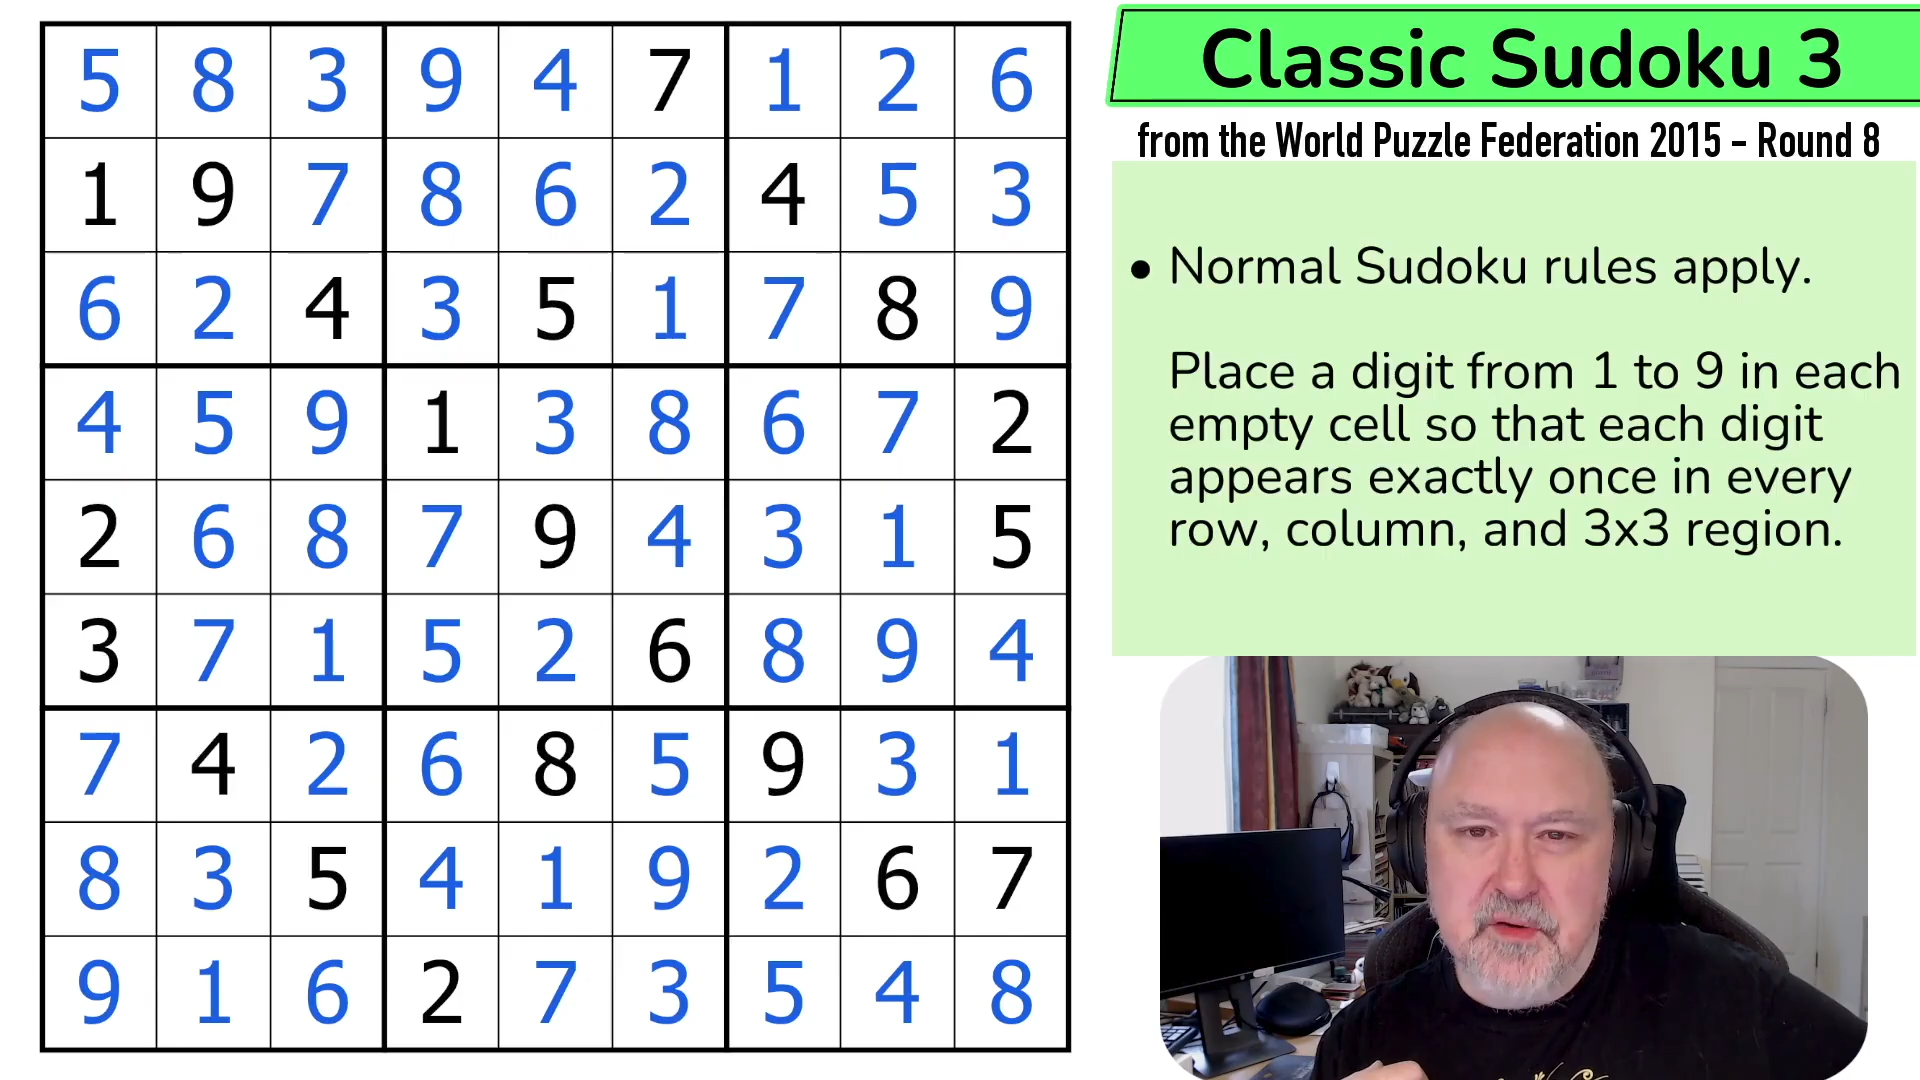 Classic Sudoku 3
from the World Puzzle Federation 2015 - Round 8
• Normal Sudoku rules apply.
Place a digit from 1 to 9 in each
empty cell so that each digit
appears exactly once in every
row, column, and 3x3 region.
5 8 3 9 4 7 1 2 6
1 9 7 8 6 2 4 5 3
6 2 4 3 5 1 7 8 9
4 5 9 1 3 8 6 7 2
2 6 8 7 9 4 3 1 5
3 7 1 5 2 6 8 9 4
7 4 2 6 8 5 9 3 1
8 3 5 4 1 9 2 6 7
9 1 6 2 7 3 5 4 8